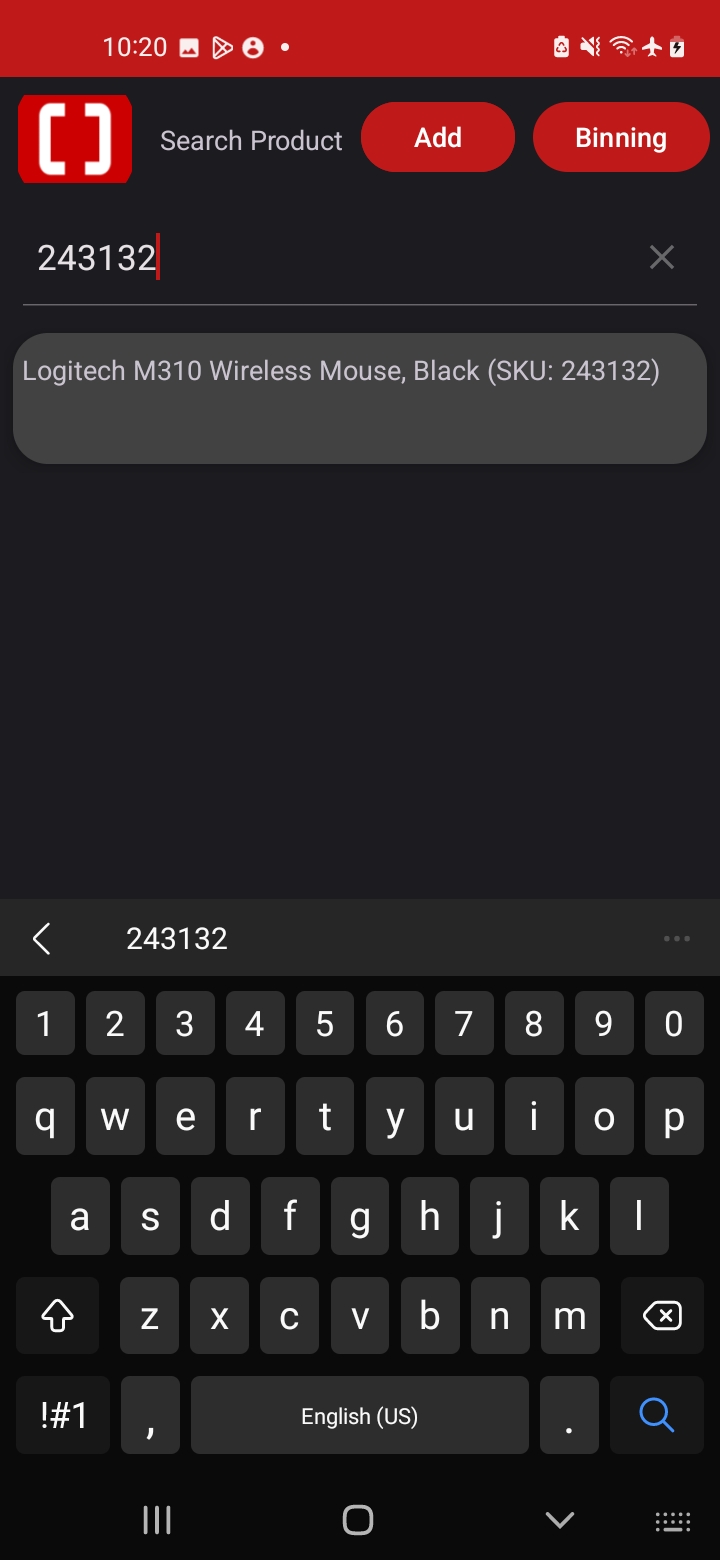 10:20
Search Product
Add
Binning
243132
Logitech M310 Wireless Mouse, Black (SKU: 243132)
243132
1 2 3 4 5 6 7 8 9 0
q w e r t y u i o p
a s d f g h j k l
z x c v b n m
!#1 , English (US) .